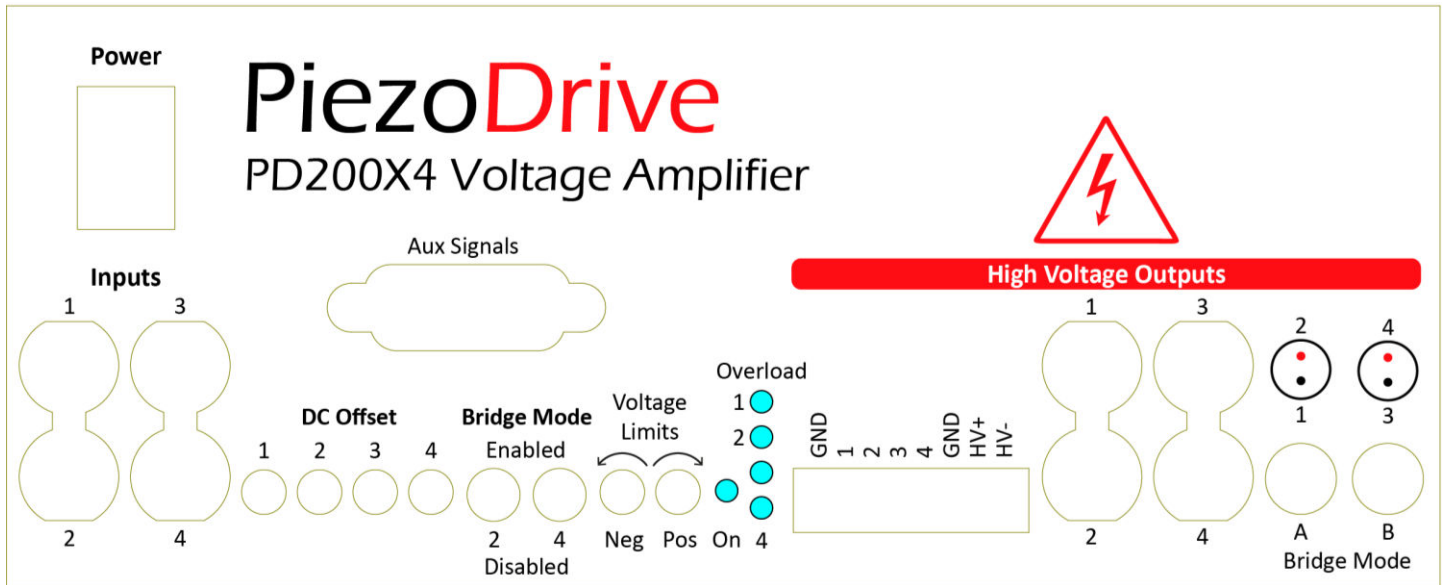 Power
PiezoDrive
PD200X4 Voltage Amplifier
Aux Signals
Inputs
1 3
2 4
DC Offset
1 2 3 4
Bridge Mode
Enabled
2 4
Disabled
Voltage
Limits
Neg Pos
Overload
1
2
On 4
High Voltage Outputs
GND 1 2 3 4 GND HV+ HV-
1 3
2 4
2 4
1 3
A B
Bridge Mode